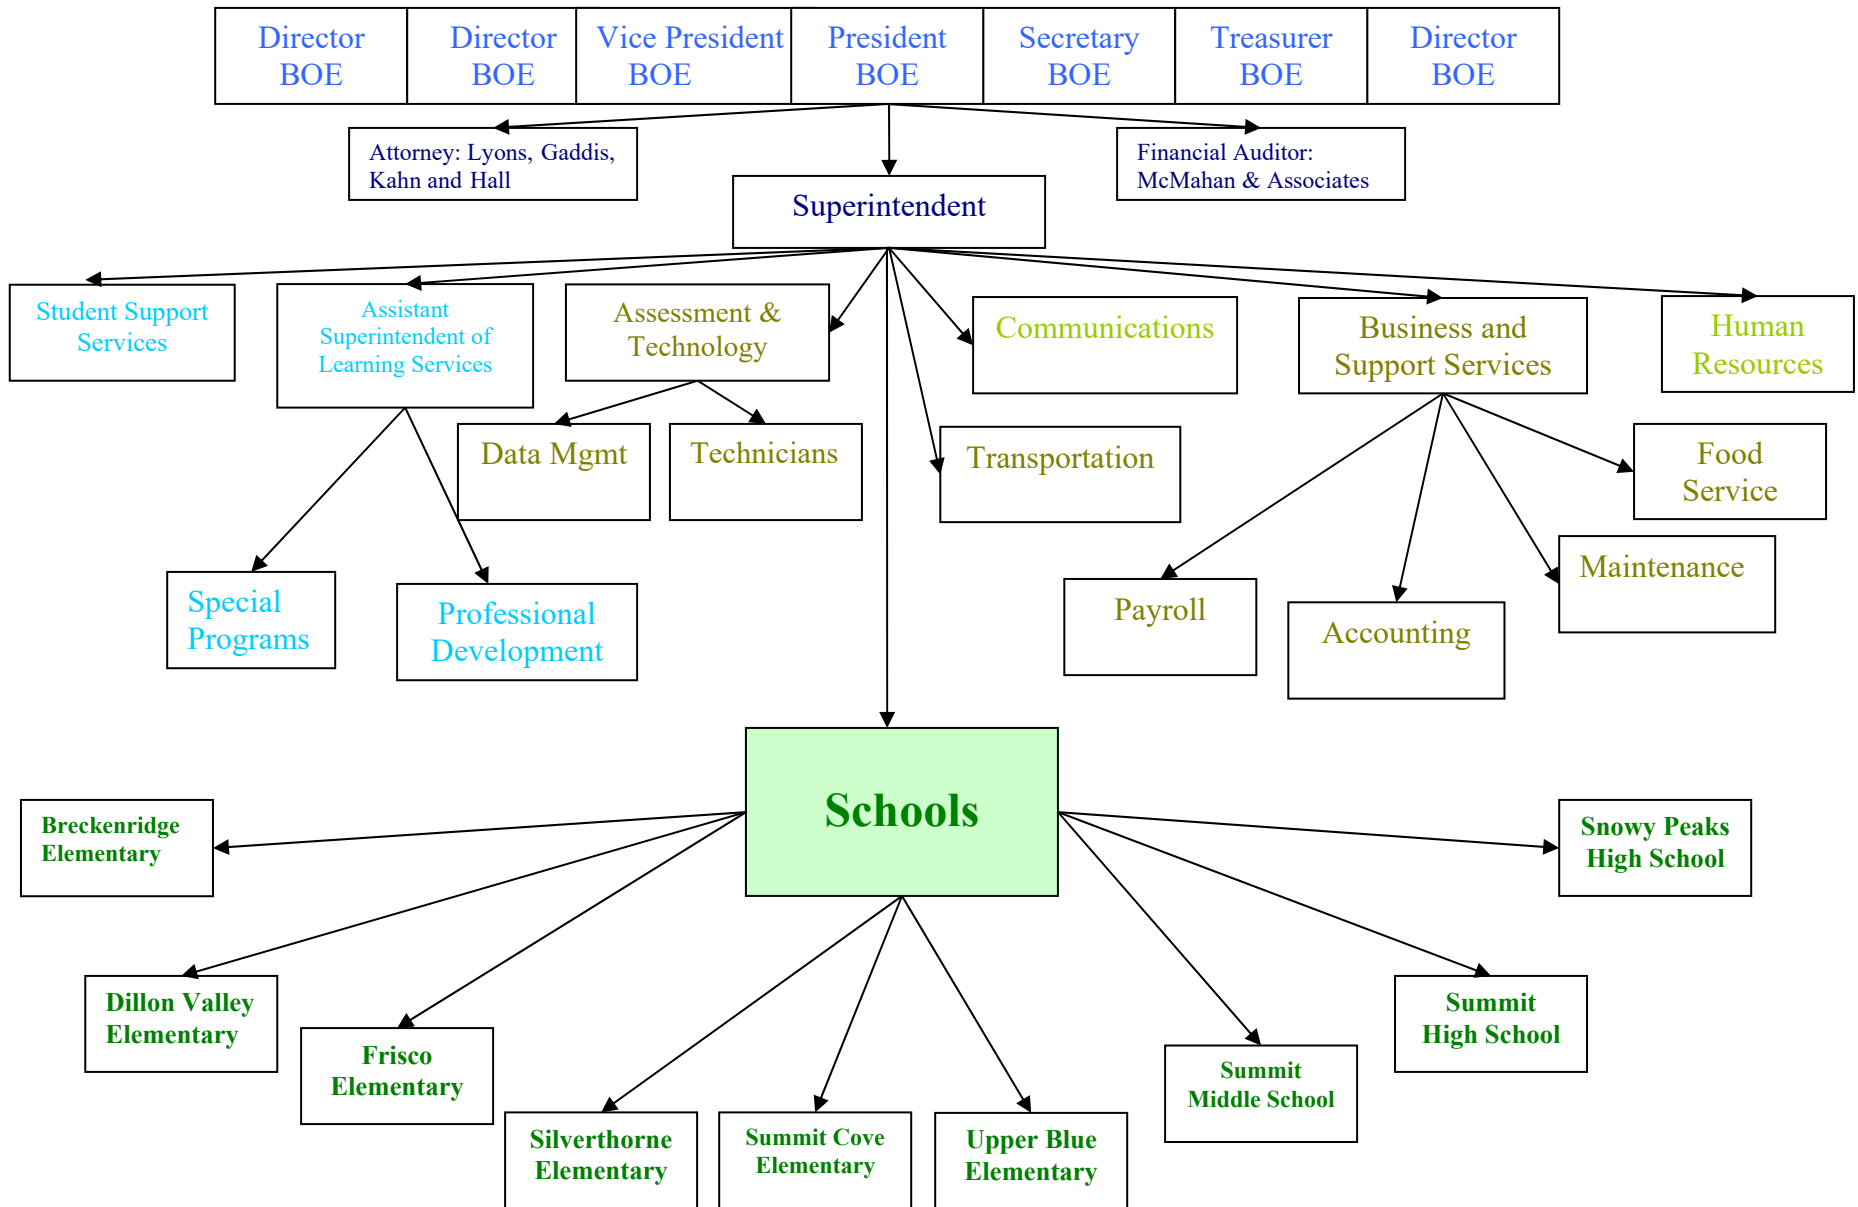 Director
BOE
Director
BOE
Vice President
BOE
President
BOE
Secretary
BOE
Treasurer
BOE
Director
BOE
Attorney: Lyons, Gaddis,
Kahn and Hall
Financial Auditor:
McMahan & Associates
Superintendent
Student Support
Services
Assistant
Superintendent of
Learning Services
Assessment &
Technology
Communications
Business and
Support Services
Human
Resources
Data Mgmt
Technicians
Transportation
Food
Service
Special
Programs
Professional
Development
Payroll
Accounting
Maintenance
Schools
Breckenridge
Elementary
Snowy Peaks
High School
Dillon Valley
Elementary
Frisco
Elementary
Silverthorne
Elementary
Summit Cove
Elementary
Upper Blue
Elementary
Summit
Middle School
Summit
High School